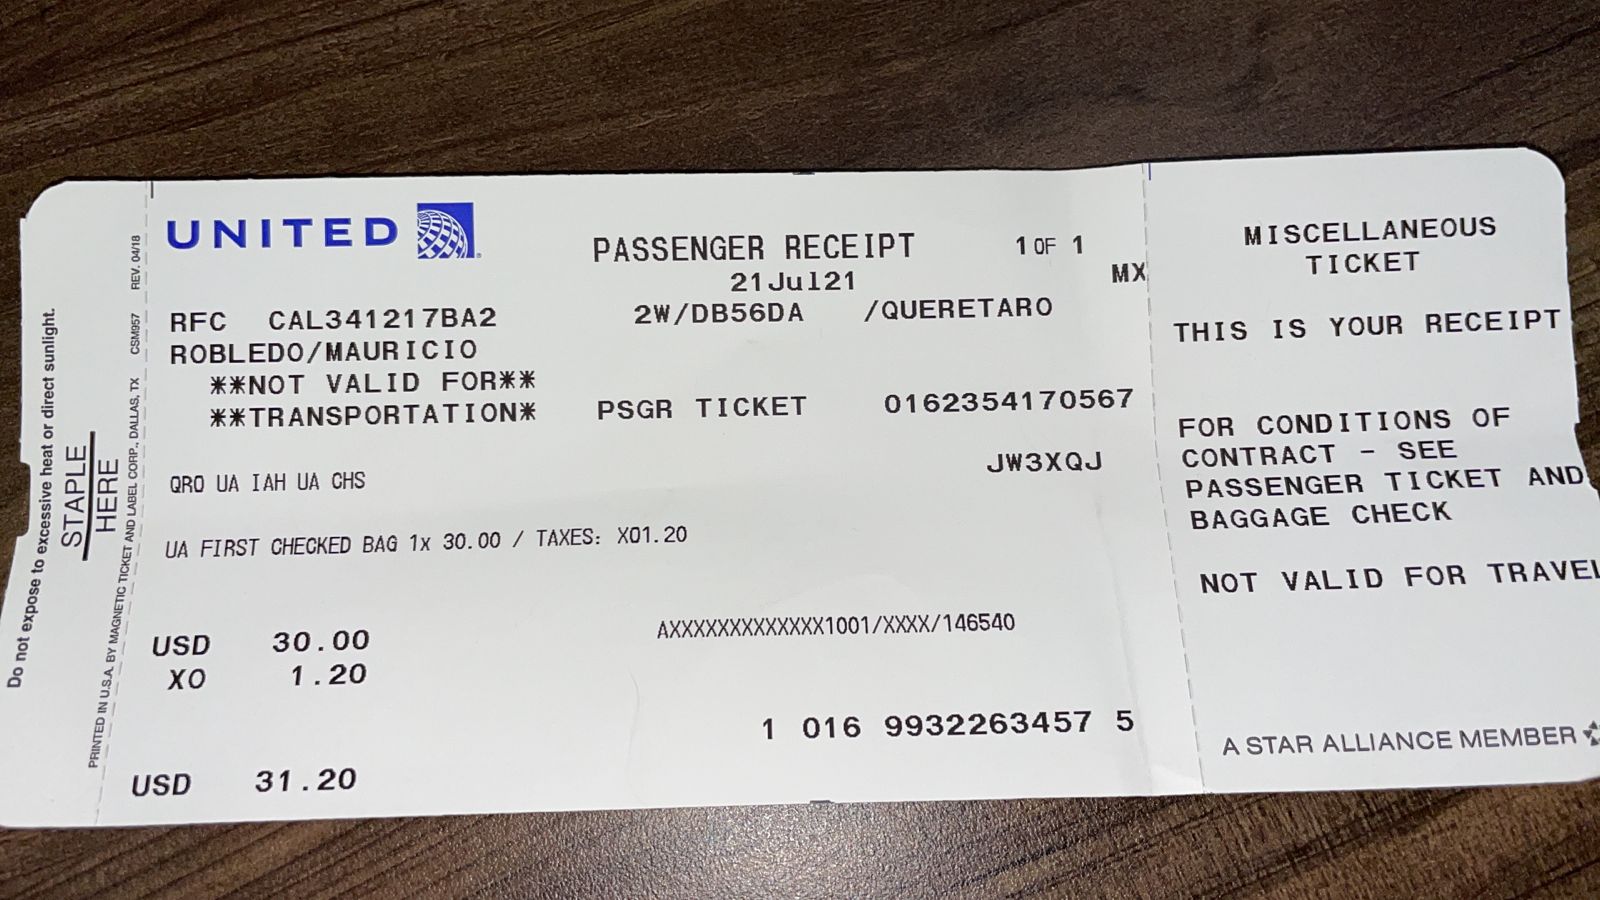 Do not expose to excessive heat or direct sunlight.
STAPLE
HERE
PRINTED IN U.S.A. BY MAGNETIC TICKET AND LABEL CORP., DALLAS, TX CSM957 REV. 04/18
UNITED
PASSENGER RECEIPT 1 OF 1
21Jul21 MX
RFC CAL341217BA2 2W/DB56DA /QUERETARO
ROBLEDO/MAURICIO
**NOT VALID FOR**
**TRANSPORTATION* PSGR TICKET 0162354170567
JW3XQJ
QRO UA IAH UA CHS
UA FIRST CHECKED BAG 1x 30.00 / TAXES: XO1.20
USD 30.00 AXXXXXXXXXXXXX1001/XXXX/146540
XO 1.20
1 016 9932263457 5
USD 31.20
MISCELLANEOUS
TICKET
THIS IS YOUR RECEIPT
FOR CONDITIONS OF
CONTRACT - SEE
PASSENGER TICKET AND
BAGGAGE CHECK
NOT VALID FOR TRAVEL
A STAR ALLIANCE MEMBER